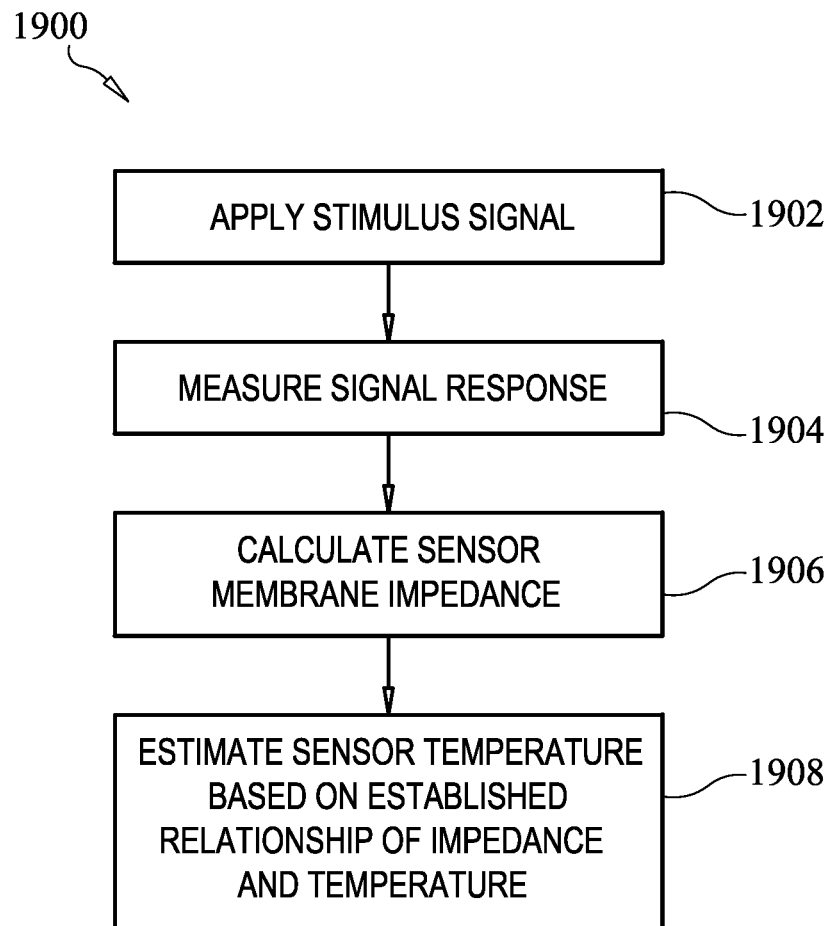 1900
APPLY STIMULUS SIGNAL
1902
MEASURE SIGNAL RESPONSE
1904
CALCULATE SENSOR
MEMBRANE IMPEDANCE
1906
ESTIMATE SENSOR TEMPERATURE
BASED ON ESTABLISHED
RELATIONSHIP OF IMPEDANCE
AND TEMPERATURE
1908